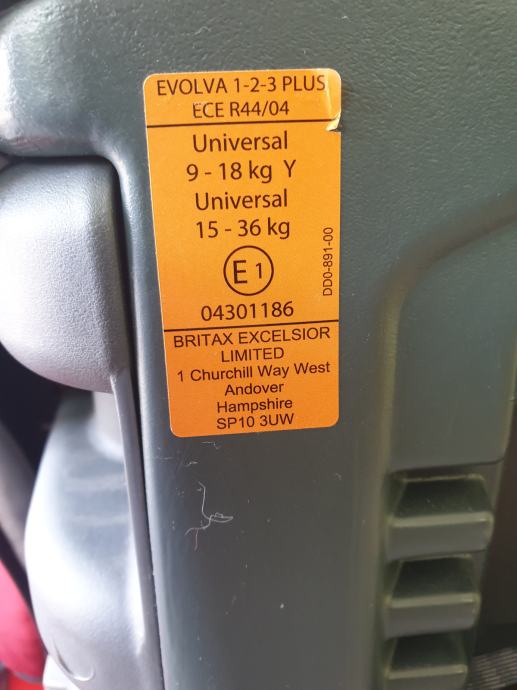 EVOLVA 1-2-3 PLUS
ECE R44/04
Universal
9 - 18 kg Y
Universal
15 - 36 kg
E 1
04301186
DD0-891-00
BRITAX EXCELSIOR
LIMITED
1 Churchill Way West
Andover
Hampshire
SP10 3UW